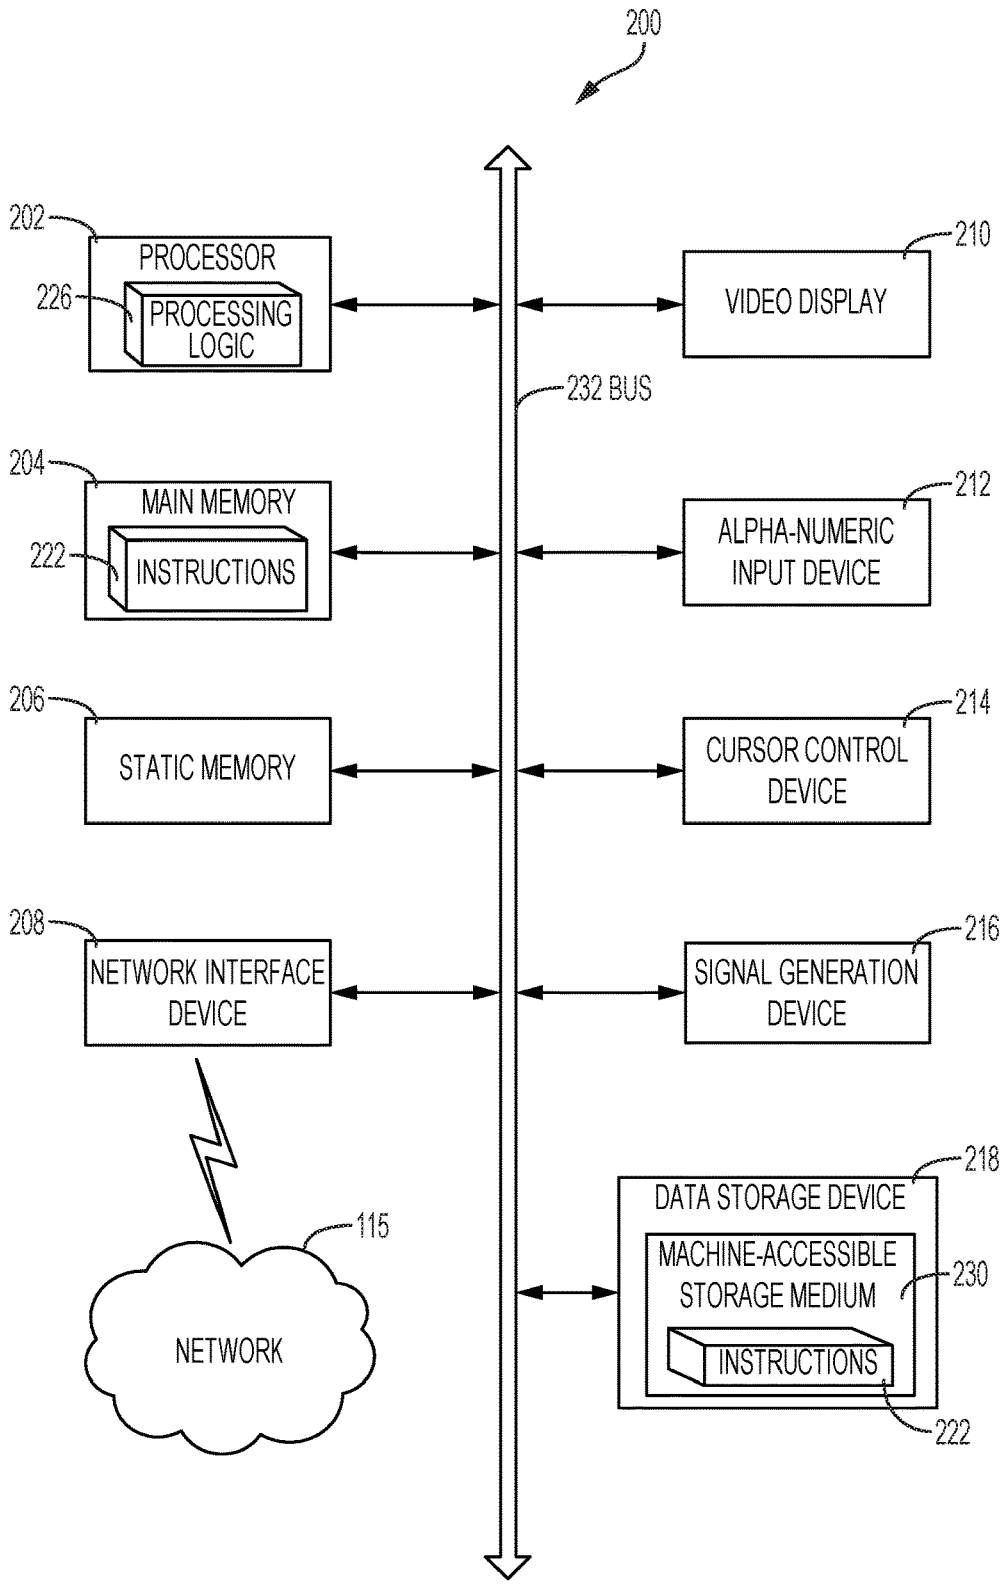 200
202
PROCESSOR
226
PROCESSING
LOGIC
210
VIDEO DISPLAY
232 BUS
204
MAIN MEMORY
222
INSTRUCTIONS
212
ALPHA-NUMERIC
INPUT DEVICE
206
STATIC MEMORY
214
CURSOR CONTROL
DEVICE
208
NETWORK INTERFACE
DEVICE
216
SIGNAL GENERATION
DEVICE
115
NETWORK
218
DATA STORAGE DEVICE
MACHINE-ACCESSIBLE
STORAGE MEDIUM
230
INSTRUCTIONS
222